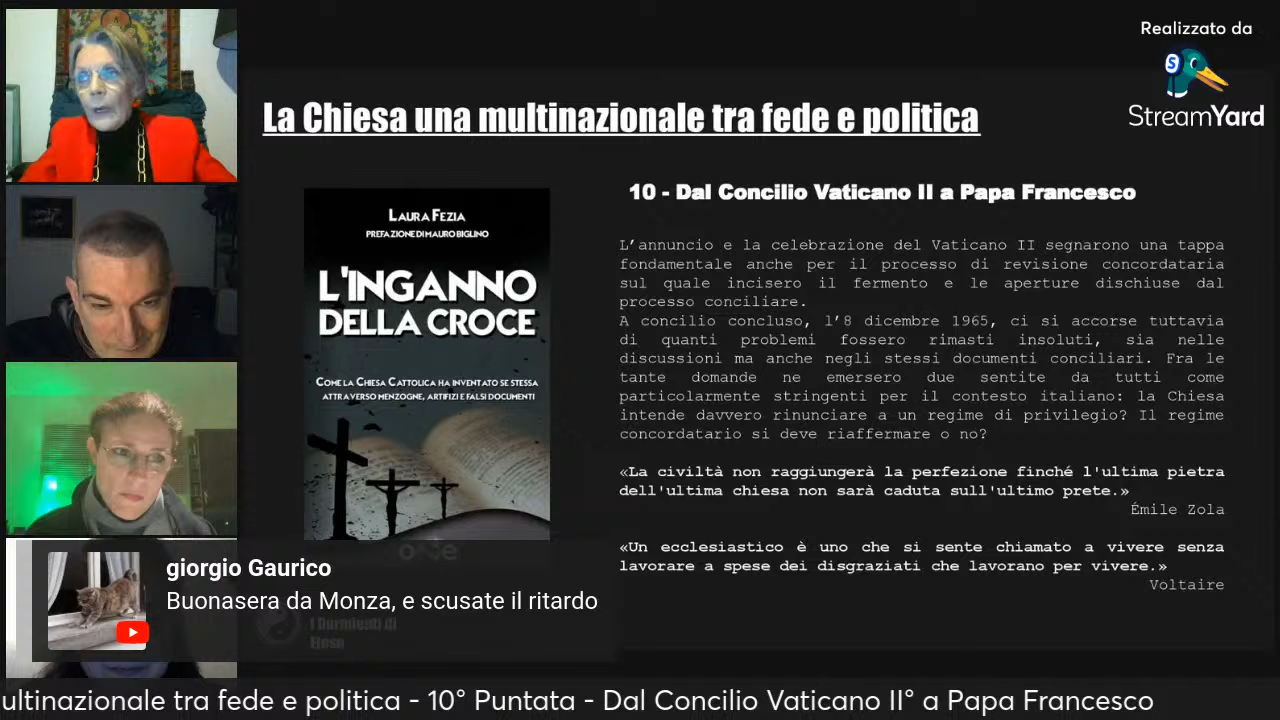 Realizzato da
StreamYard
La Chiesa una multinazionale tra fede e politica
LAURA FEZIA
PREFAZIONE DI MAURO BIGLINO
L'INGANNO
DELLA CROCE
COME LA CHIESA CATTOLICA HA INVENTATO SE STESSA
ATTRAVERSO MENZOGNE, ARTIFIZI E FALSI DOCUMENTI
10 - Dal Concilio Vaticano II a Papa Francesco
L'annuncio e la celebrazione del Vaticano II segnarono una tappa
fondamentale anche per il processo di revisione concordataria
sul quale incisero il fermento e le aperture dischiuse dal
processo conciliare.
A concilio concluso, l'8 dicembre 1965, ci si accorse tuttavia
di quanti problemi fossero rimasti insoluti, sia nelle
discussioni ma anche negli stessi documenti conciliari. Fra le
tante domande ne emersero due sentite da tutti come
particolarmente stringenti per il contesto italiano: la Chiesa
intende davvero rinunciare a un regime di privilegio? Il regime
concordatario si deve riaffermare o no?
«La civiltà non raggiungerà la perfezione finché l'ultima pietra
dell'ultima chiesa non sarà caduta sull'ultimo prete.»
Émile Zola
«Un ecclesiastico è uno che si sente chiamato a vivere senza
lavorare a spese dei disgraziati che lavorano per vivere.»
Voltaire
giorgio Gaurico
Buonasera da Monza, e scusate il ritardo
I Dormienti di
ultinazionale tra fede e politica - 10° Puntata - Dal Concilio Vaticano II° a Papa Francesco